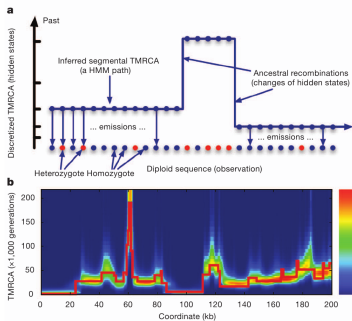 a
Past
Discretized TMRCA (hidden states)
Inferred segmental TMRCA
(a HMM path)
Ancestral recombinations
(changes of hidden states)
... emissions ...
... emissions ...
Heterozygote Homozygote
Diploid sequence (observation)
b
TMRCA (×1,000 generations)
200
150
100
50
0
0 20 40 60 80 100 120 140 160 180 200
Coordinate (kb)